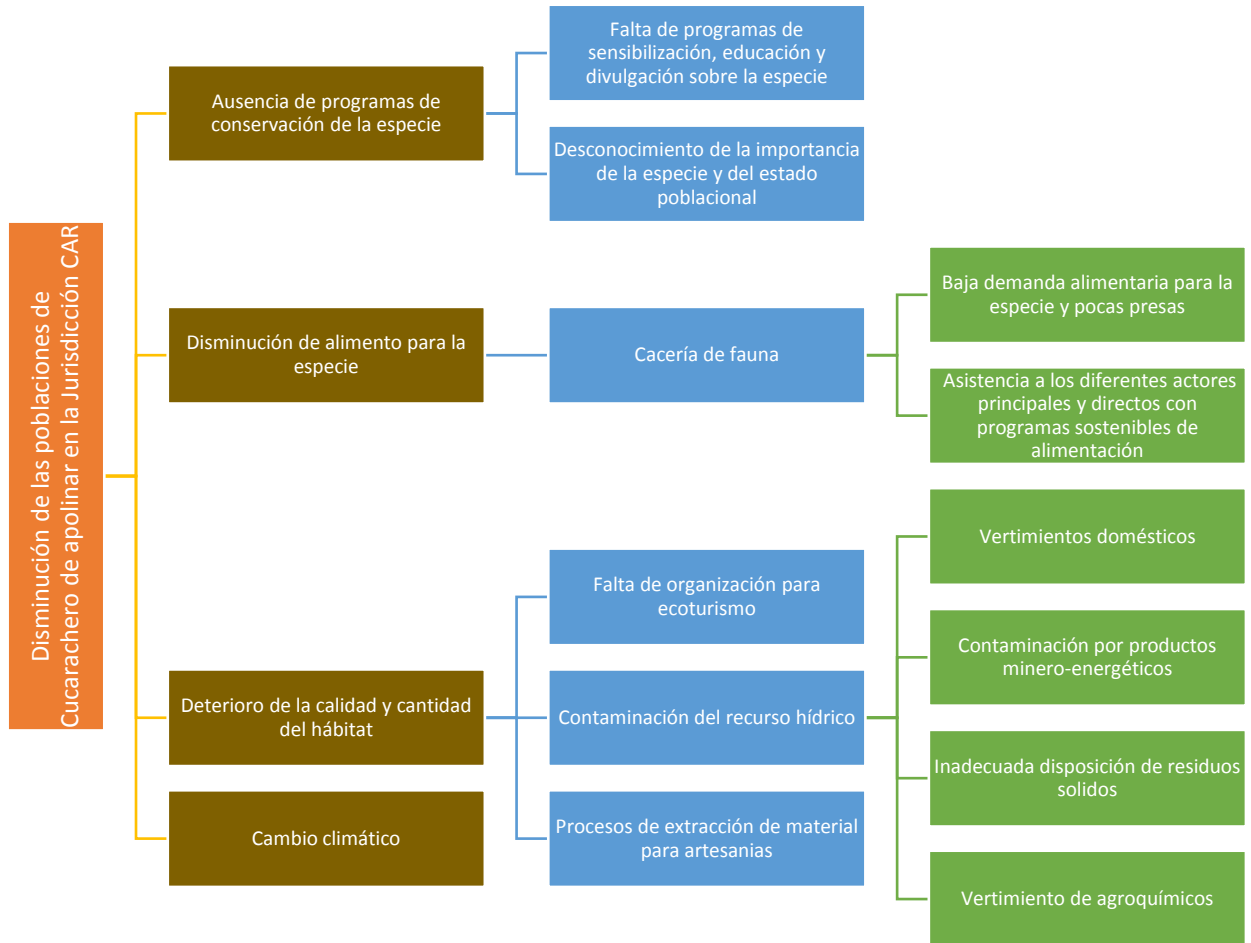 Disminución de las poblaciones de
Cucarachero de apolinar en la Jurisdicción CAR
Ausencia de programas de
conservación de la especie
Falta de programas de
sensibilización, educación y
divulgación sobre la especie
Desconocimiento de la importancia
de la especie y del estado
poblacional
Disminución de alimento para la
especie
Cacería de fauna
Baja demanda alimentaria para la
especie y pocas presas
Asistencia a los diferentes actores
principales y directos con
programas sostenibles de
alimentación
Deterioro de la calidad y cantidad
del hábitat
Falta de organización para
ecoturismo
Contaminación del recurso hídrico
Vertimientos domésticos
Contaminación por productos
minero-energéticos
Inadecuada disposición de residuos
solidos
Vertimiento de agroquímicos
Procesos de extracción de material
para artesanias
Cambio climático